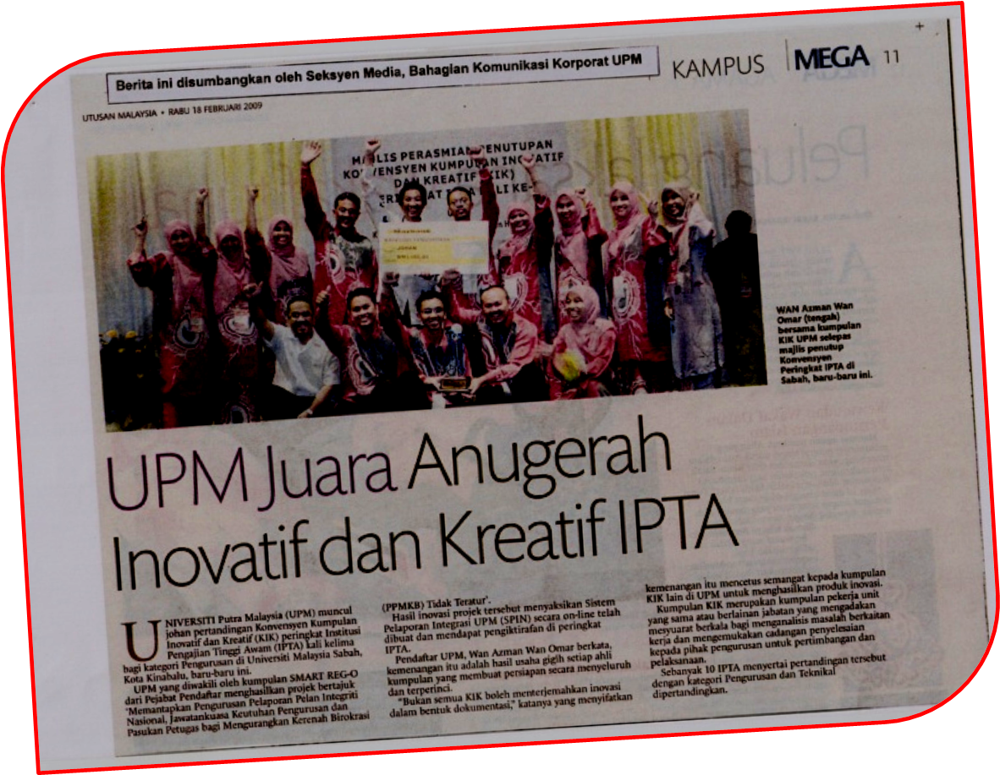 Berita ini disumbangkan oleh Seksyen Media, Bahagian Komunikasi Korporat UPM
KAMPUS
MEGA
11
UTUSAN MALAYSIA • RABU 18 FEBRUARI 2009
MAJLIS PERASMIAN PENUTUPAN
KONVENSYEN KUMPULAN INOVATIF
DAN KREATIF (KIK)
WAN Azman Wan
Omar (tengah)
bersama kumpulan
KIK UPM selepas
majlis penutup
Konvensyen
Peringkat IPTA di
Sabah, baru-baru ini.
UPM Juara Anugerah
Inovatif dan Kreatif IPTA
UNIVERSITI Putra Malaysia (UPM) muncul
johan pertandingan Konvensyen Kumpulan
Inovatif dan Kreatif (KIK) peringkat Institusi
Pengajian Tinggi Awam (IPTA) kali kelima
bagi kategori Pengurusan di Universiti Malaysia Sabah,
Kota Kinabalu, baru-baru ini.
UPM yang diwakili oleh kumpulan SMART REG-O
dari Pejabat Pendaftar menghasilkan projek bertajuk
'Memantapkan Pengurusan Pelaporan Pelan Integriti
Nasional, Jawatankuasa Keutuhan Pengurusan dan
Pasukan Petugas bagi Mengurangkan Kerenah Birokrasi
(PPMKB) Tidak Teratur'.
Hasil inovasi projek tersebut menyaksikan Sistem
Pelaporan Integrasi UPM (SPIN) secara on-line telah
dibuat dan mendapat pengiktirafan di peringkat
IPTA.
Pendaftar UPM, Wan Azman Wan Omar berkata,
kemenangan itu adalah hasil usaha gigih setiap ahli
kumpulan yang membuat persiapan secara menyeluruh
dan terperinci.
"Bukan semua KIK boleh menterjemahkan inovasi
dalam bentuk dokumentasi," katanya yang menyifatkan
kemenangan itu mencetus semangat kepada kumpulan
KIK lain di UPM untuk menghasilkan produk inovasi.
Kumpulan KIK merupakan kumpulan pekerja unit
yang sama atau berlainan jabatan yang mengadakan
mesyuarat berkala bagi menganalisis masalah berkaitan
kerja dan mengemukakan cadangan penyelesaian
kepada pihak pengurusan untuk pertimbangan dan
pelaksanaan.
Sebanyak 10 IPTA menyertai pertandingan tersebut
dengan kategori Pengurusan dan Teknikal
dipertandingkan.